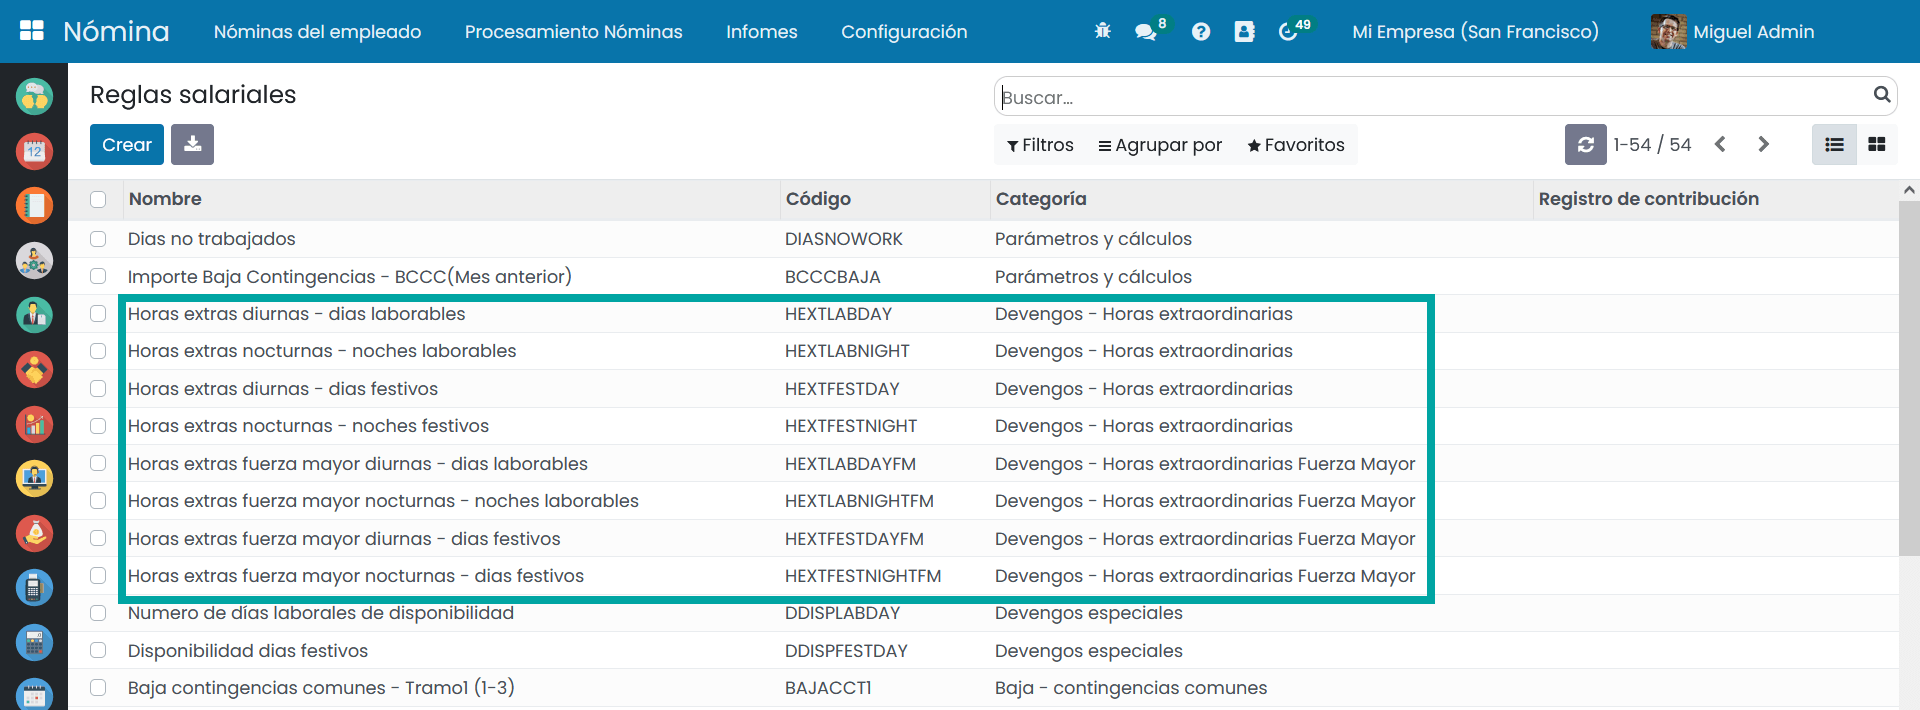 Nómina Nóminas del empleado Procesamiento Nóminas Infomes Configuración 8 49 Mi Empresa (San Francisco) Miguel Admin
Reglas salariales
Buscar...
Crear
Filtros Agrupar por Favoritos 1-54 / 54
Nombre Código Categoría Registro de contribución
Dias no trabajados DIASNOWORK Parámetros y cálculos
Importe Baja Contingencias - BCCC(Mes anterior) BCCCBAJA Parámetros y cálculos
Horas extras diurnas - dias laborables HEXTLABDAY Devengos - Horas extraordinarias
Horas extras nocturnas - noches laborables HEXTLABNIGHT Devengos - Horas extraordinarias
Horas extras diurnas - dias festivos HEXTFESTDAY Devengos - Horas extraordinarias
Horas extras nocturnas - noches festivos HEXTFESTNIGHT Devengos - Horas extraordinarias
Horas extras fuerza mayor diurnas - dias laborables HEXTLABDAYFM Devengos - Horas extraordinarias Fuerza Mayor
Horas extras fuerza mayor nocturnas - noches laborables HEXTLABNIGHTFM Devengos - Horas extraordinarias Fuerza Mayor
Horas extras fuerza mayor diurnas - dias festivos HEXTFESTDAYFM Devengos - Horas extraordinarias Fuerza Mayor
Horas extras fuerza mayor nocturnas - dias festivos HEXTFESTNIGHTFM Devengos - Horas extraordinarias Fuerza Mayor
Numero de días laborales de disponibilidad DDISPLABDAY Devengos especiales
Disponibilidad dias festivos DDISPFESTDAY Devengos especiales
Baja contingencias comunes - Tramo1 (1-3) BAJACCT1 Baja - contingencias comunes
12